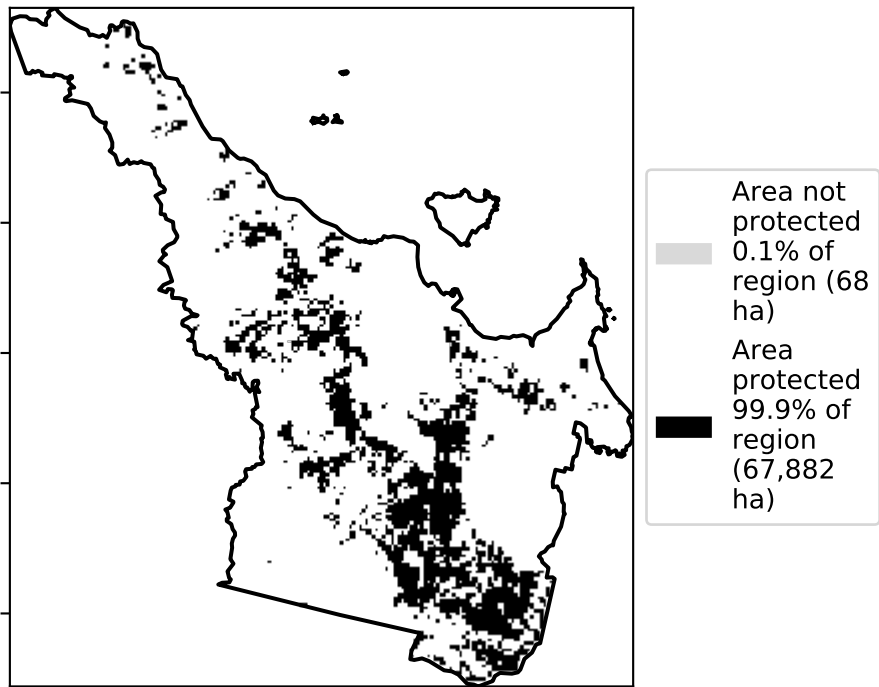 Area not
protected
0.1% of
region (68
ha)
Area
protected
99.9% of
region
(67,882
ha)